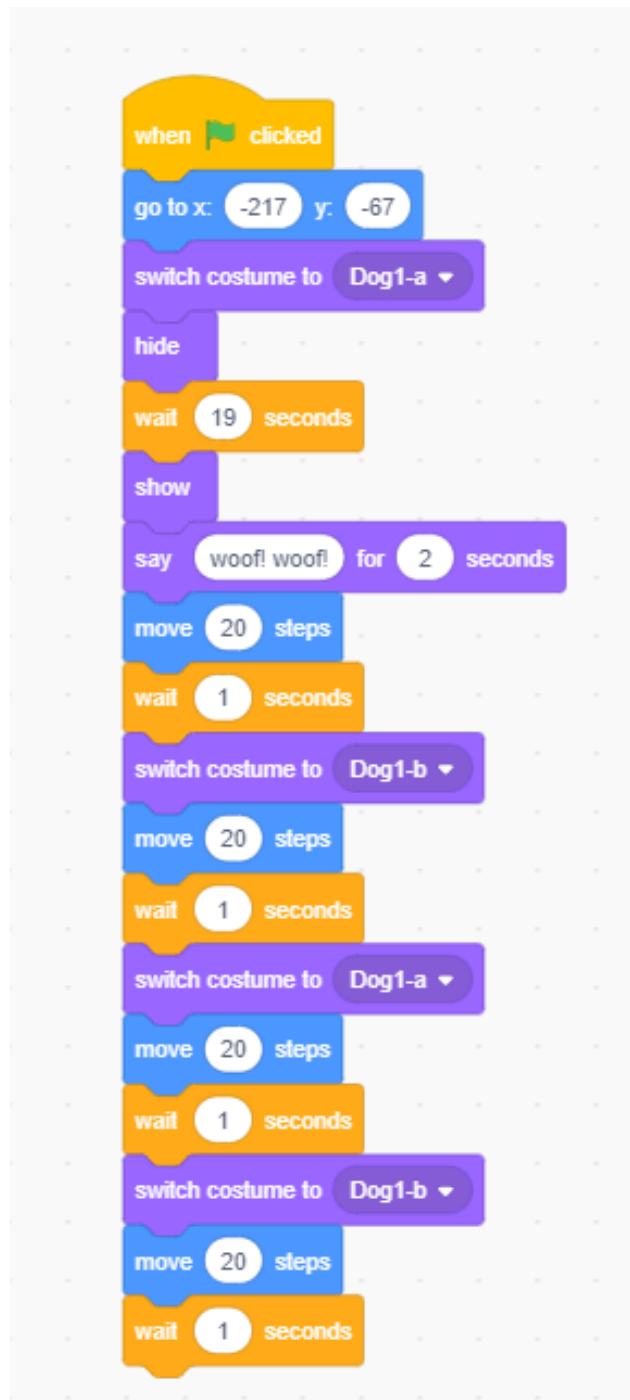 when clicked
go to x: -217 y: -67
switch costume to Dog1-a
hide
wait 19 seconds
show
say woof! woof! for 2 seconds
move 20 steps
wait 1 seconds
switch costume to Dog1-b
move 20 steps
wait 1 seconds
switch costume to Dog1-a
move 20 steps
wait 1 seconds
switch costume to Dog1-b
move 20 steps
wait 1 seconds